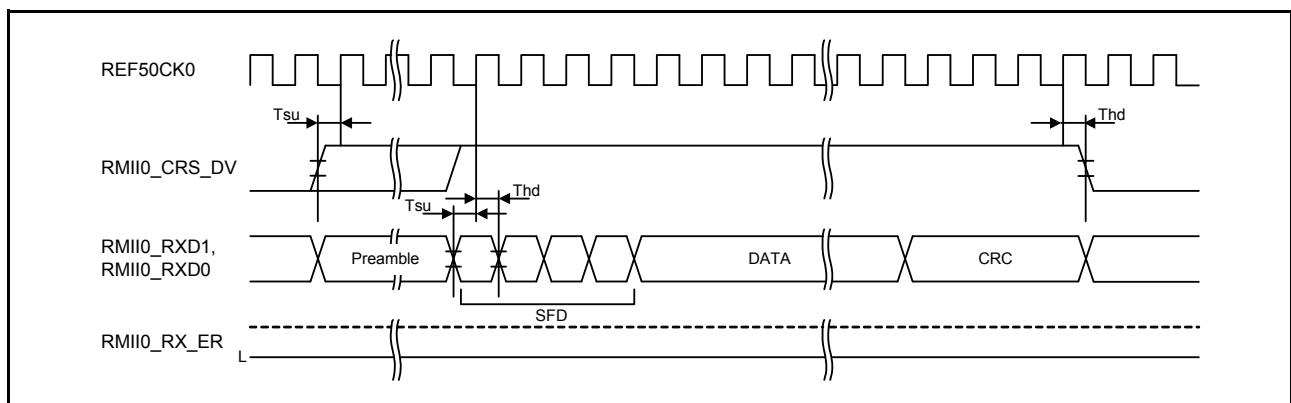 REF50CK0
Tsu
Thd
RMII0_CRS_DV
Thd
Tsu
RMII0_RXD1,
RMII0_RXD0
Preamble
DATA
CRC
SFD
RMII0_RX_ER
L